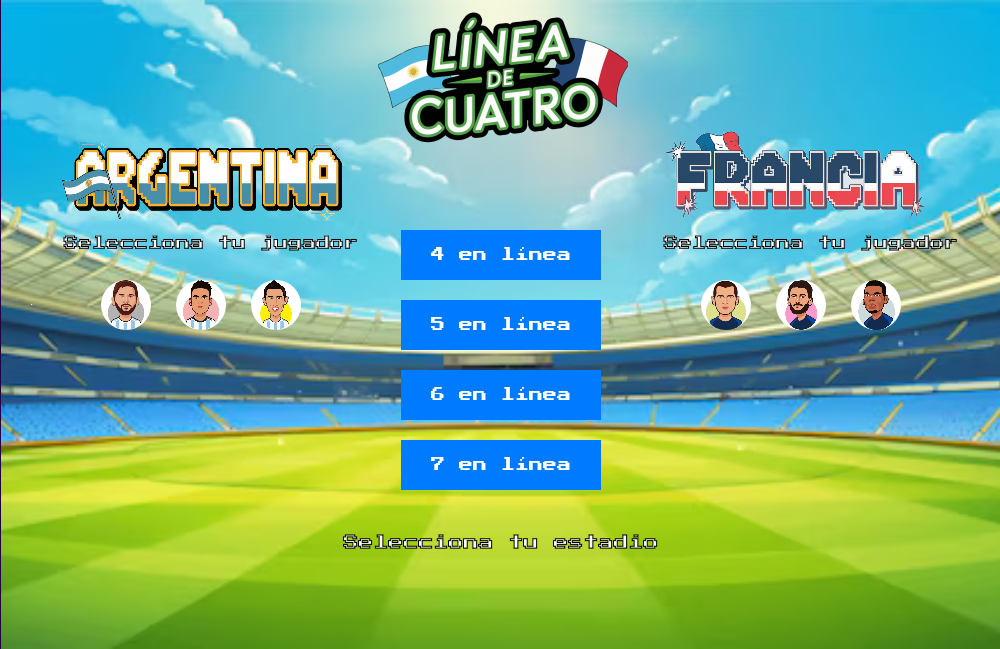 LÍNEA
DE
CUATRO
ARGENTINA
FRANCIA
Selecciona tu jugador
Selecciona tu jugador
4 en línea
5 en línea
6 en línea
7 en línea
Selecciona tu estadio